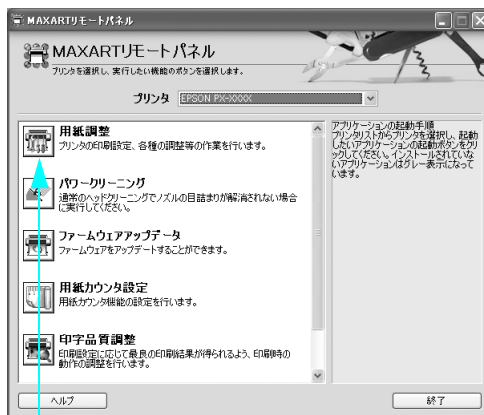 MAXARTリモートパネル
MAXARTリモートパネル
プリンタを選択し、実行したい機能のボタンを選択します。
プリンタ EPSON PX-XXXX
用紙調整
プリンタの印刷設定、各種の調整等の作業を行います。
パワークリーニング
通常のヘッドクリーニングでノズルの目詰まりが解消されない場合
に実行してください。
ファームウェアアップデータ
ファームウェアをアップデートすることができます。
用紙カウンタ設定
用紙カウンタ機能の設定を行います。
印字品質調整
印刷設定に応じて最良の印刷結果が得られるよう、印刷時の
動作の調整を行います。
アプリケーションの起動手順
プリンタリストからプリンタを選択し、起動
したいアプリケーションの起動ボタンをクリ
ックしてください。インストールされていな
いアプリケーションはグレー表示になって
います。
ヘルプ
終了